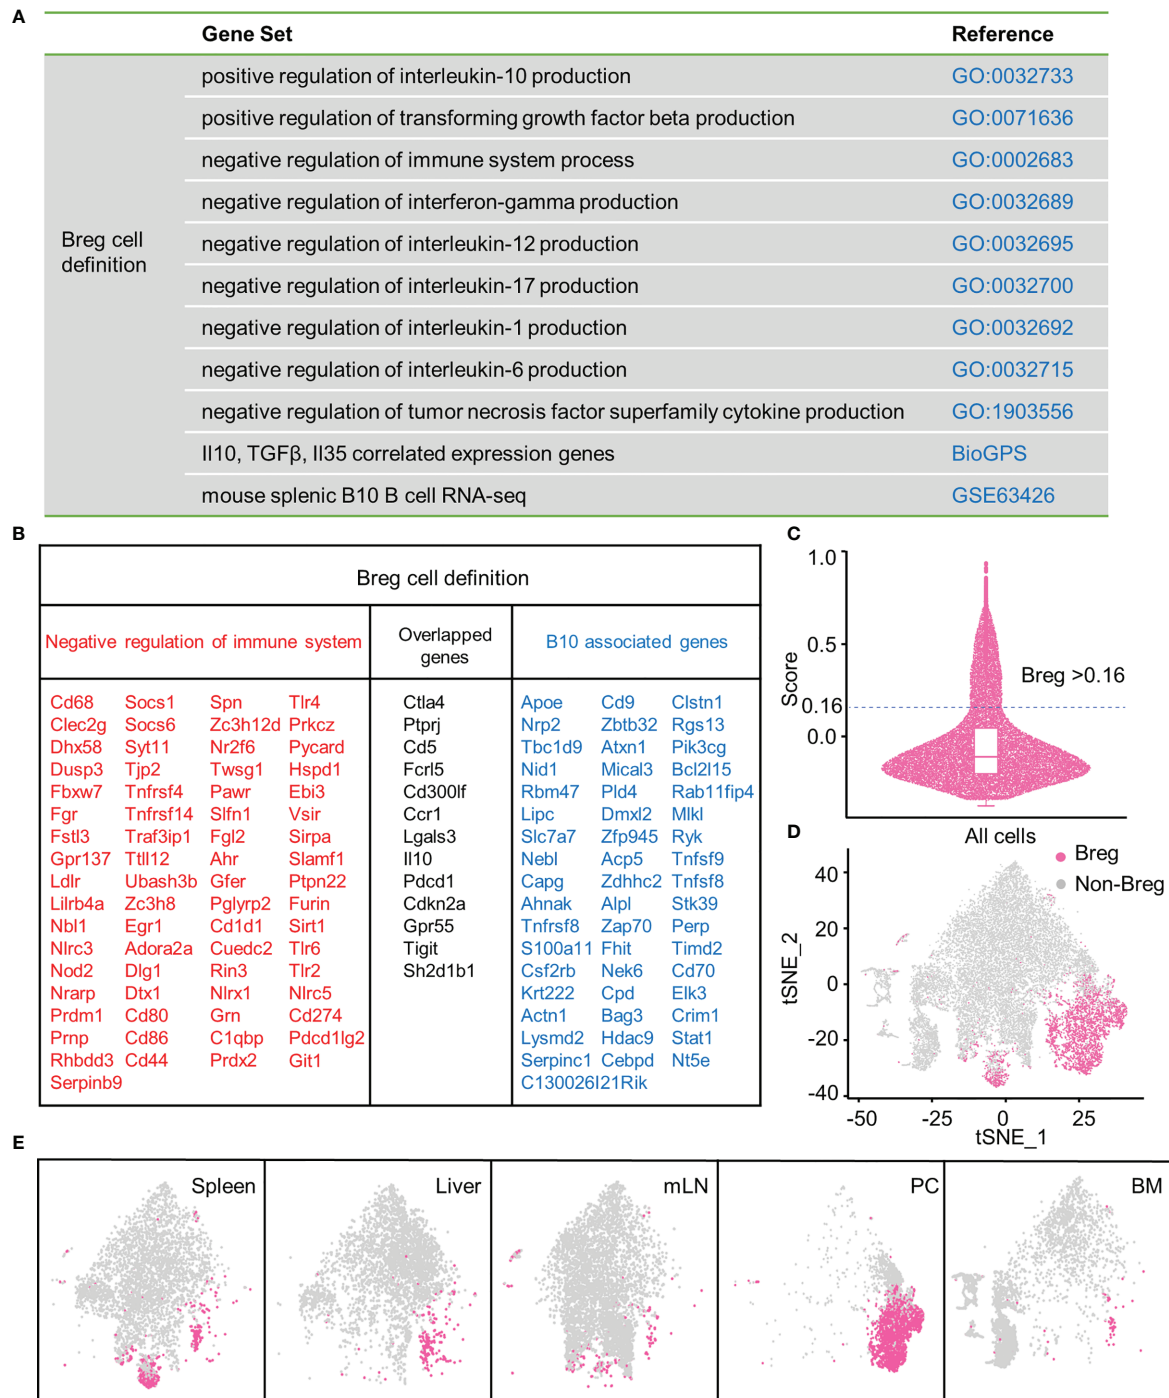 A
Gene Set Reference
Breg cell definition
positive regulation of interleukin-10 production GO:0032733
positive regulation of transforming growth factor beta production GO:0071636
negative regulation of immune system process GO:0002683
negative regulation of interferon-gamma production GO:0032689
negative regulation of interleukin-12 production GO:0032695
negative regulation of interleukin-17 production GO:0032700
negative regulation of interleukin-1 production GO:0032692
negative regulation of interleukin-6 production GO:0032715
negative regulation of tumor necrosis factor superfamily cytokine production GO:1903556
Il10, TGFβ, Il35 correlated expression genes BioGPS
mouse splenic B10 B cell RNA-seq GSE63426
B
Breg cell definition
Negative regulation of immune system
Overlapped
genes
B10 associated genes
Cd68 Socs1 Spn Tlr4
Clec2g Socs6 Zc3h12d Prkcz
Dhx58 Syt11 Nr2f6 Pycard
Dusp3 Tjp2 Twsg1 Hspd1
Fbxw7 Tnfrsf4 Pawr Ebi3
Fgr Tnfrsf14 Slfn1 Vsir
Fstl3 Traf3ip1 Fgl2 Sirpa
Gpr137 Ttll12 Ahr Slamf1
Ldlr Ubash3b Gfer Ptpn22
Lilrb4a Zc3h8 Pglyrp2 Furin
Nbl1 Egr1 Cd1d1 Sirt1
Nlrc3 Adora2a Cuedc2 Tlr6
Nod2 Dlg1 Rin3 Tlr2
Nrarp Dtx1 Nlrx1 Nlrc5
Prdm1 Cd80 Grn Cd274
Prnp Cd86 C1qbp Pdcd1lg2
Rhbdd3 Cd44 Prdx2 Git1
Serpinb9
Ctla4
Ptprj
Cd5
Fcrl5
Cd300lf
Ccr1
Lgals3
Il10
Pdcd1
Cdkn2a
Gpr55
Tigit
Sh2d1b1
Apoe Cd9 Clstn1
Nrp2 Zbtb32 Rgs13
Tbc1d9 Atxn1 Pik3cg
Nid1 Mical3 Bcl2l15
Rbm47 Pld4 Rab11fip4
Lipc Dmxl2 Mlkl
Slc7a7 Zfp945 Ryk
Nebl Acp5 Tnfsf9
Capg Zdhhc2 Tnfsf8
Ahnak Alpl Stk39
Tnfrsf8 Zap70 Perp
S100a11 Fhit Timd2
Csf2rb Nek6 Cd70
Krt222 Cpd Elk3
Actn1 Bag3 Crim1
Lysmd2 Hdac9 Stat1
Serpinc1 Cebpd Nt5e
C130026I21Rik
C
Score
1.0
0.5
0.16
0.0
Breg >0.16
D
All cells
Breg
Non-Breg
tSNE_2
40
20
0
-20
-40
-50 -25 0 25
tSNE_1
E
Spleen Liver mLN PC BM